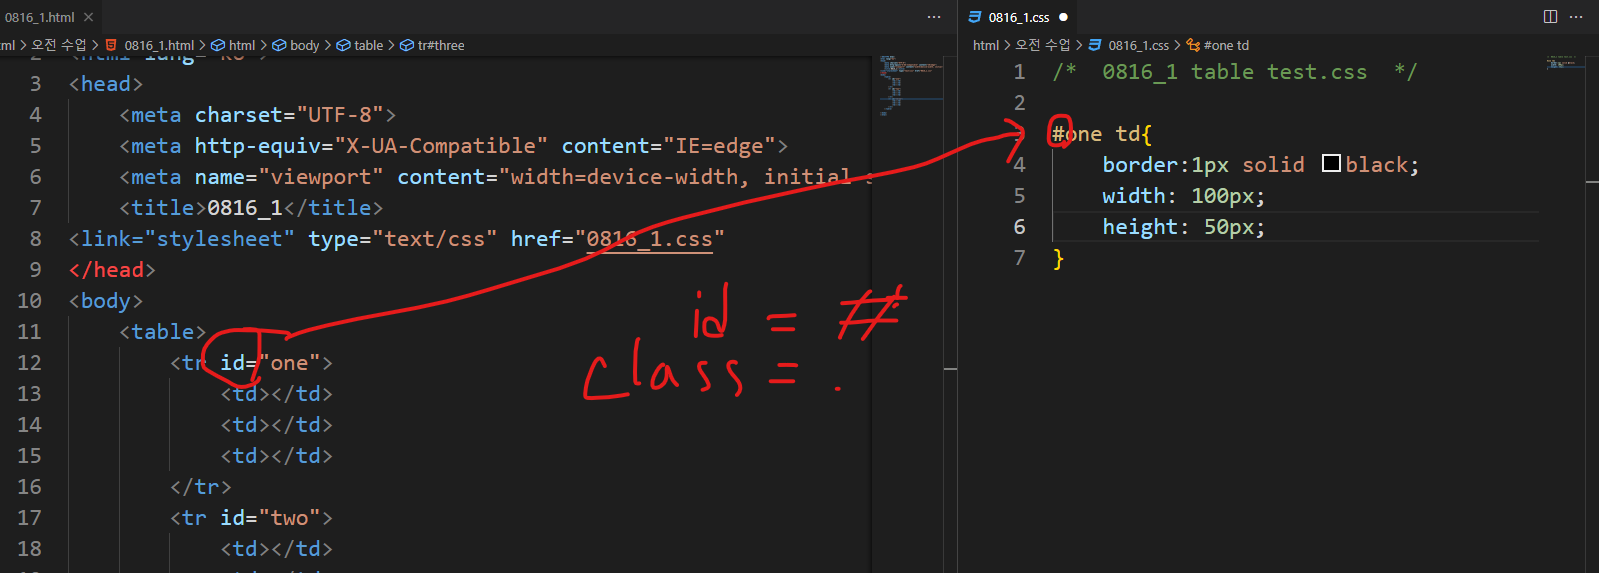 0816_1.html ×
ml > 오전 수업 > 0816_1.html > html > body > table > tr#three
3 <head>
4 <meta charset="UTF-8">
5 <meta http-equiv="X-UA-Compatible" content="IE=edge">
6 <meta name="viewport" content="width=device-width, initial
7 <title>0816_1</title>
8 <link="stylesheet" type="text/css" href="0816_1.css"
9 </head>
10 <body>
11 <table>
12 <tr id="one">
13 <td></td>
14 <td></td>
15 <td></td>
16 </tr>
17 <tr id="two">
18 <td></td>
id = #
class = .
0816_1.css ●
html > 오전 수업 > 0816_1.css > #one td
1 /* 0816_1 table test.css */
2
3 #one td{
4 border:1px solid black;
5 width: 100px;
6 height: 50px;
7 }